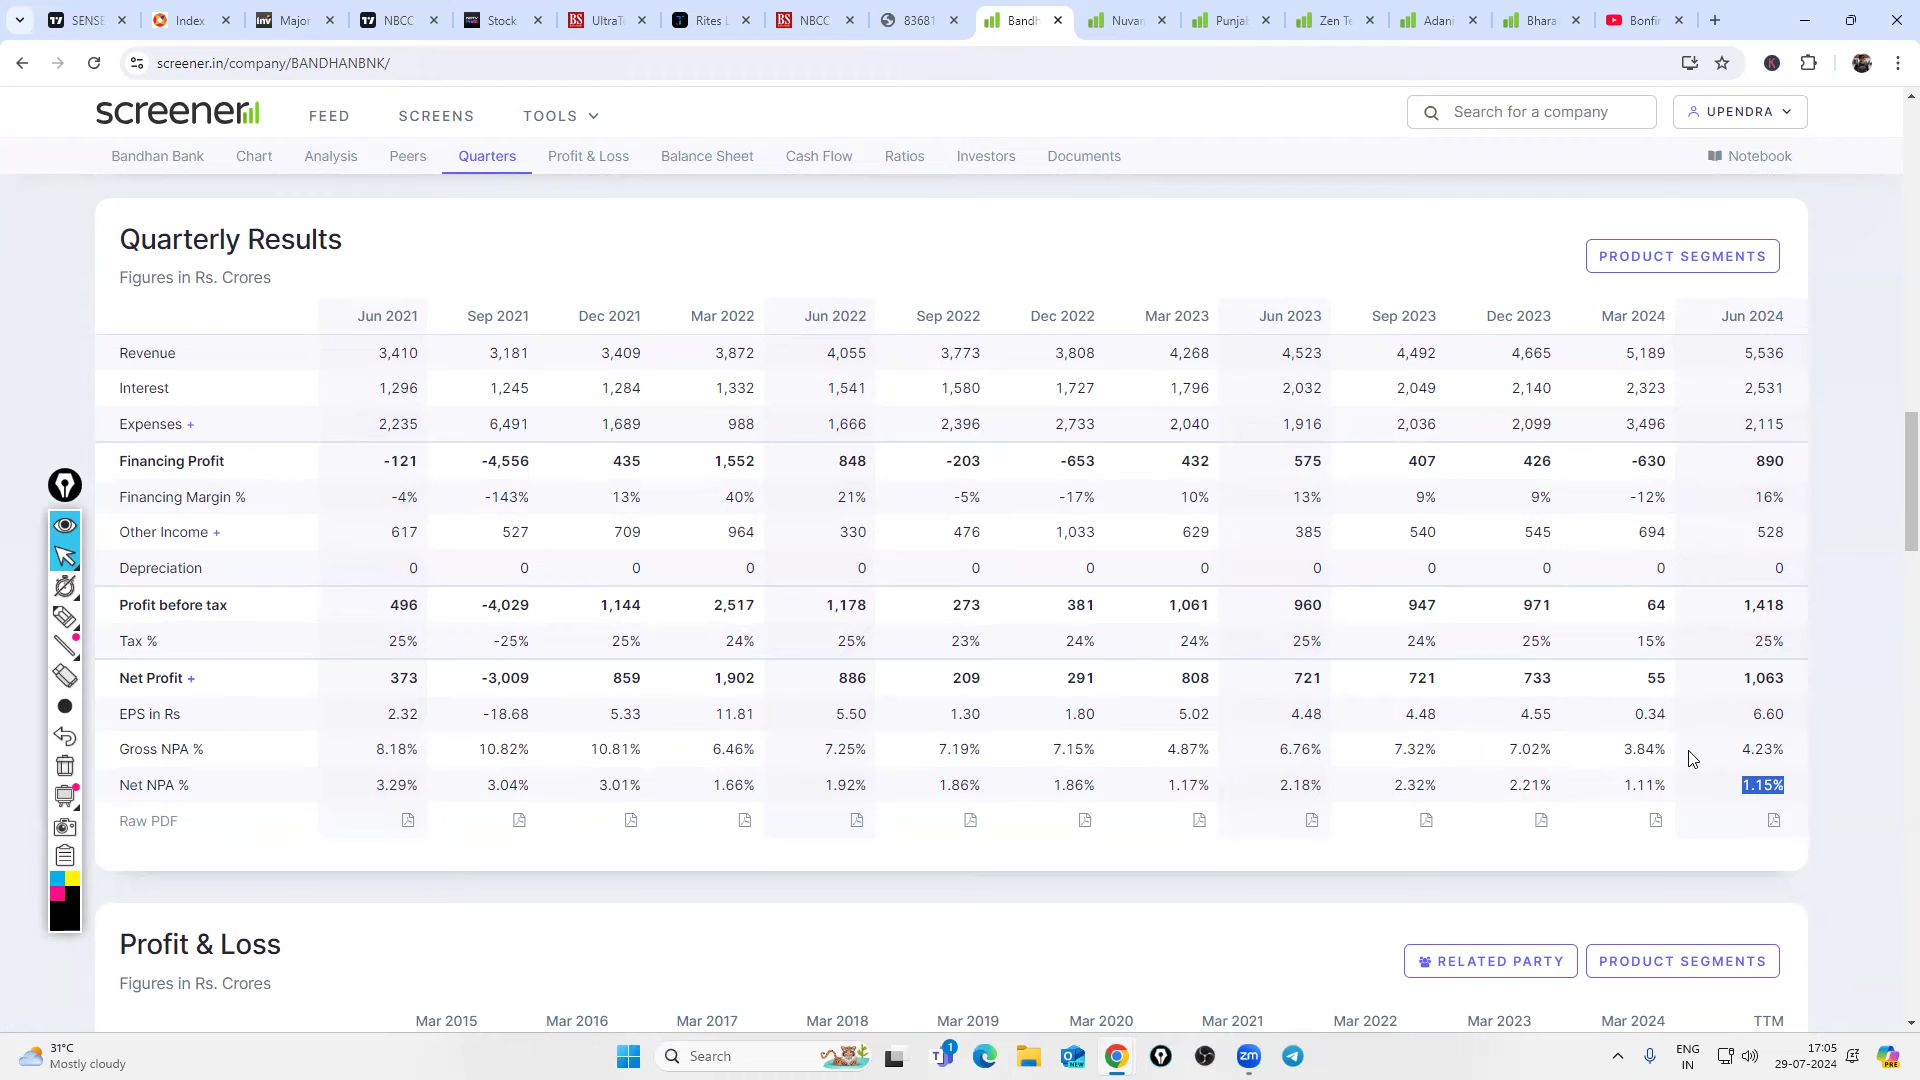 SENSE
Index
Major
NBCC
Stock
UltraT
Rites L
NBCC
83681
Bandh
Nuvam
Punjab
Zen Te
Adani
Bhara
Bonfir
screener.in/company/BANDHANBNK/
screener
FEED SCREENS TOOLS
Search for a company
UPENDRA
Bandhan Bank Chart Analysis Peers Quarters Profit & Loss Balance Sheet Cash Flow Ratios Investors Documents Notebook
Quarterly Results
PRODUCT SEGMENTS
Figures in Rs. Crores
Jun 2021 Sep 2021 Dec 2021 Mar 2022 Jun 2022 Sep 2022 Dec 2022 Mar 2023 Jun 2023 Sep 2023 Dec 2023 Mar 2024 Jun 2024
Revenue 3,410 3,181 3,409 3,872 4,055 3,773 3,808 4,268 4,523 4,492 4,665 5,189 5,536
Interest 1,296 1,245 1,284 1,332 1,541 1,580 1,727 1,796 2,032 2,049 2,140 2,323 2,531
Expenses + 2,235 6,491 1,689 988 1,666 2,396 2,733 2,040 1,916 2,036 2,099 3,496 2,115
Financing Profit -121 -4,556 435 1,552 848 -203 -653 432 575 407 426 -630 890
Financing Margin % -4% -143% 13% 40% 21% -5% -17% 10% 13% 9% 9% -12% 16%
Other Income + 617 527 709 964 330 476 1,033 629 385 540 545 694 528
Depreciation 0 0 0 0 0 0 0 0 0 0 0 0 0
Profit before tax 496 -4,029 1,144 2,517 1,178 273 381 1,061 960 947 971 64 1,418
Tax % 25% -25% 25% 24% 25% 23% 24% 24% 25% 24% 25% 15% 25%
Net Profit + 373 -3,009 859 1,902 886 209 291 808 721 721 733 55 1,063
EPS in Rs 2.32 -18.68 5.33 11.81 5.50 1.30 1.80 5.02 4.48 4.48 4.55 0.34 6.60
Gross NPA % 8.18% 10.82% 10.81% 6.46% 7.25% 7.19% 7.15% 4.87% 6.76% 7.32% 7.02% 3.84% 4.23%
Net NPA % 3.29% 3.04% 3.01% 1.66% 1.92% 1.86% 1.86% 1.17% 2.18% 2.32% 2.21% 1.11% 1.15%
Raw PDF
Profit & Loss
RELATED PARTY PRODUCT SEGMENTS
Figures in Rs. Crores
Mar 2015 Mar 2016 Mar 2017 Mar 2018 Mar 2019 Mar 2020 Mar 2021 Mar 2022 Mar 2023 Mar 2024 TTM
31°C
Mostly cloudy
Search
ENG
IN
17:05
29-07-2024